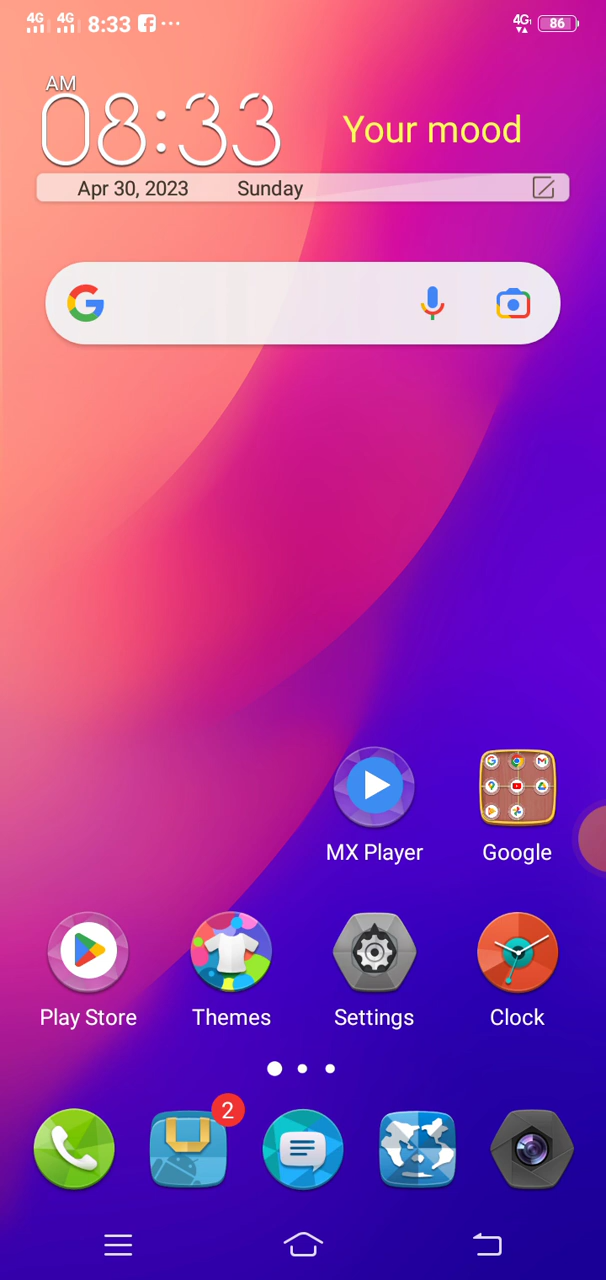 4G 4G 8:33 ... 4G 86
AM
08:33
Your mood
Apr 30, 2023 Sunday
MX Player Google
Play Store Themes Settings Clock
2